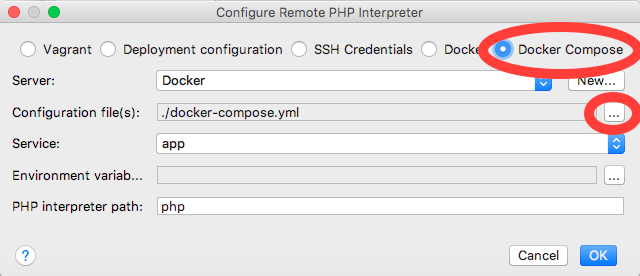 Configure Remote PHP Interpreter
Vagrant Deployment configuration SSH Credentials Docke Docker Compose
Server: Docker New...
Configuration file(s): ./docker-compose.yml ...
Service: app
Environment variab... ...
PHP interpreter path: php
? Cancel OK